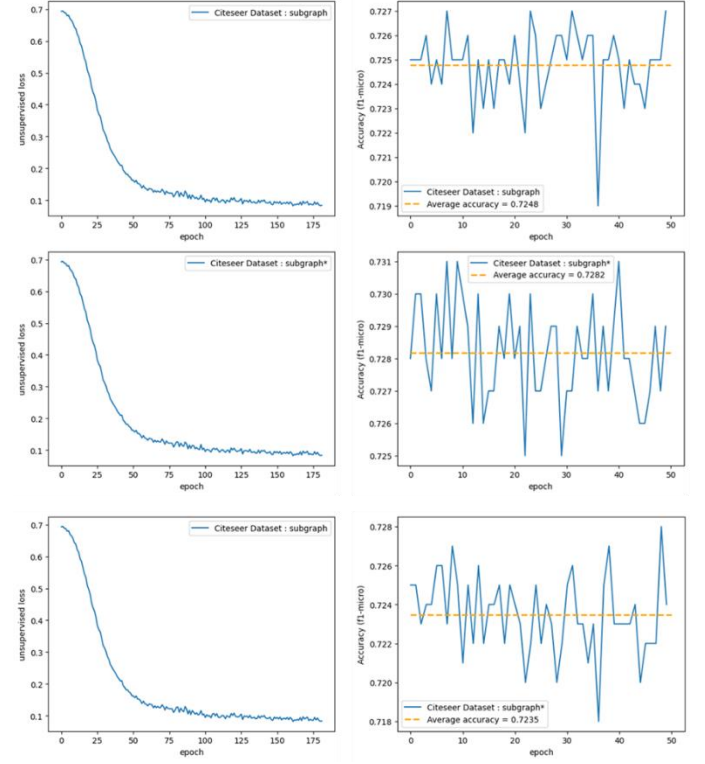 0.7
0.6
0.5
0.4
0.3
0.2
0.1
unsupervised loss
Citeseer Dataset : subgraph
0 25 50 75 100 125 150 175
epoch
0.727
0.726
0.725
0.724
0.723
0.722
0.721
0.720
0.719
Accuracy (f1-micro)
Citeseer Dataset : subgraph
Average accuracy = 0.7248
0 10 20 30 40 50
epoch
0.7
0.6
0.5
0.4
0.3
0.2
0.1
unsupervised loss
Citeseer Dataset : subgraph*
0 25 50 75 100 125 150 175
epoch
0.731
0.730
0.729
0.728
0.727
0.726
0.725
Accuracy (f1-micro)
Citeseer Dataset : subgraph*
Average accuracy = 0.7282
0 10 20 30 40 50
epoch
0.7
0.6
0.5
0.4
0.3
0.2
0.1
unsupervised loss
Citeseer Dataset : subgraph
0 25 50 75 100 125 150 175
epoch
0.728
0.726
0.724
0.722
0.720
0.718
Accuracy (f1-micro)
Citeseer Dataset : subgraph*
Average accuracy = 0.7235
0 10 20 30 40 50
epoch